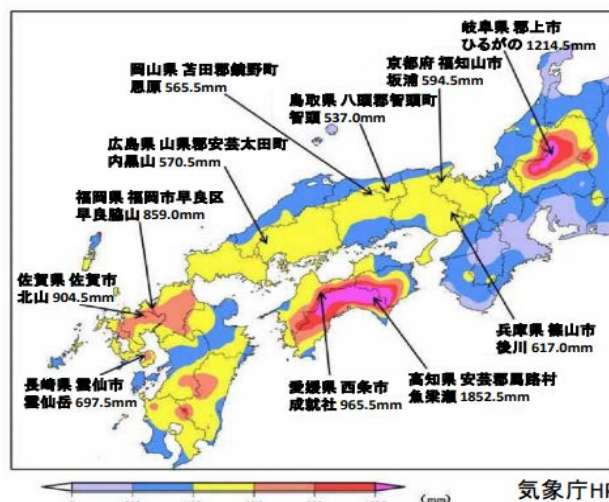 岐阜県 郡上市
ひるがの 1214.5mm
岡山県 苫田郡鏡野町
恩原 565.5mm
京都府 福知山市
坂浦 594.5mm
鳥取県 八頭郡智頭町
智頭 537.0mm
広島県 山県郡安芸太田町
内黒山 570.5mm
福岡県 福岡市早良区
早良脇山 859.0mm
佐賀県 佐賀市
北山 904.5mm
長崎県 雲仙市
雲仙岳 697.5mm
愛媛県 西条市
成就社 965.5mm
高知県 安芸郡馬路村
魚梁瀬 1852.5mm
兵庫県 篠山市
後川 617.0mm
(mm)
気象庁HP